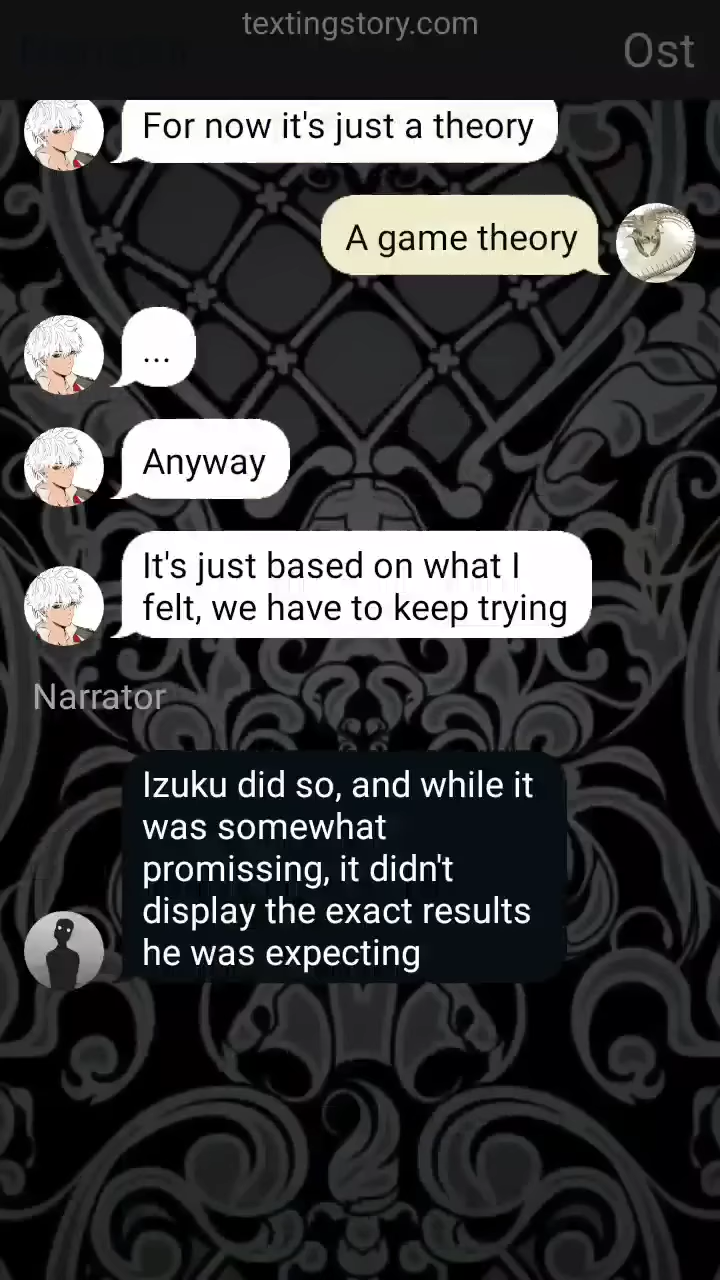 textingstory.com
Ost
For now it's just a theory
A game theory
...
Anyway
It's just based on what I
felt, we have to keep trying
Narrator
Izuku did so, and while it
was somewhat
promissing, it didn't
display the exact results
he was expecting